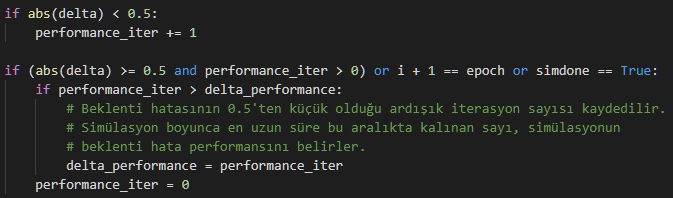 if abs(delta) < 0.5:
    performance_iter += 1

if (abs(delta) >= 0.5 and performance_iter > 0) or i + 1 == epoch or simdone == True:
    if performance_iter > delta_performance:
        # Beklenti hatasının 0.5'ten küçük olduğu ardışık iterasyon sayısı kaydedilir.
        # Simülasyon boyunca en uzun süre bu aralıkta kalınan sayı, simülasyonun
        # beklenti hata performansını belirler.
        delta_performance = performance_iter
    performance_iter = 0